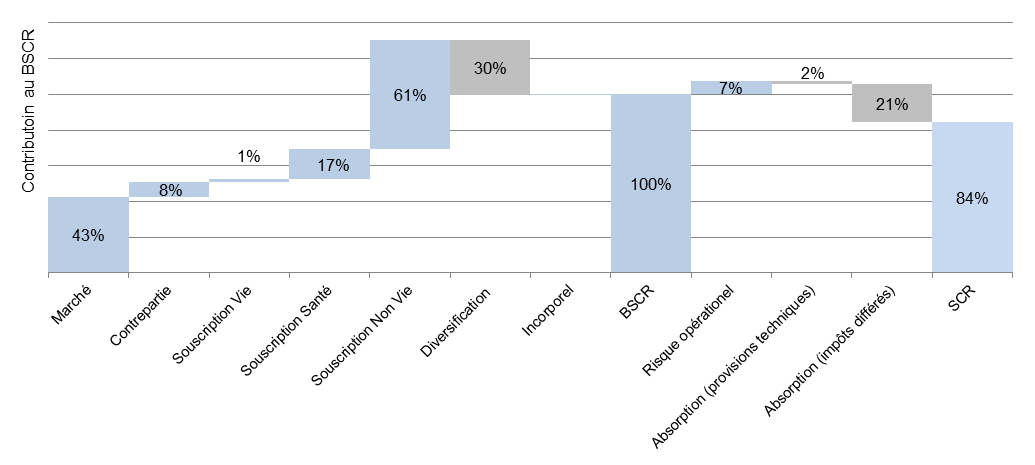 Contributoin au BSCR
43%
8%
1%
17%
61%
30%
100%
7%
2%
21%
84%
Marché
Contrepartie
Souscription Vie
Souscription Santé
Souscription Non Vie
Diversification
Incorporel
BSCR
Risque opérationel
Absorption (provisions techniques)
Absorption (impôts différés)
SCR